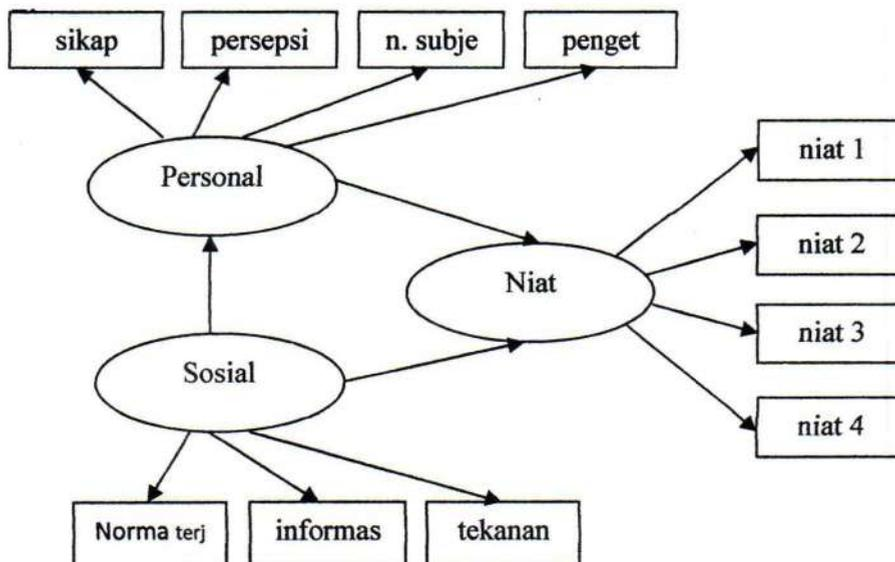 sikap
persepsi
n. subje
penget
Personal
niat 1
niat 2
Niat
niat 3
Sosial
niat 4
Norma terj
informas
tekanan